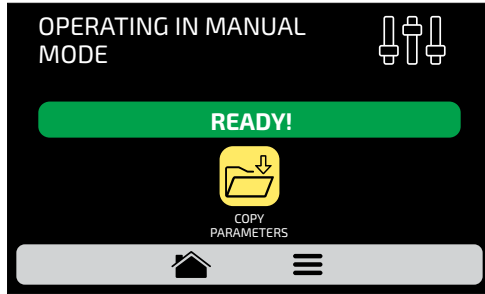 OPERATING IN MANUAL
MODE
READY!
COPY
PARAMETERS